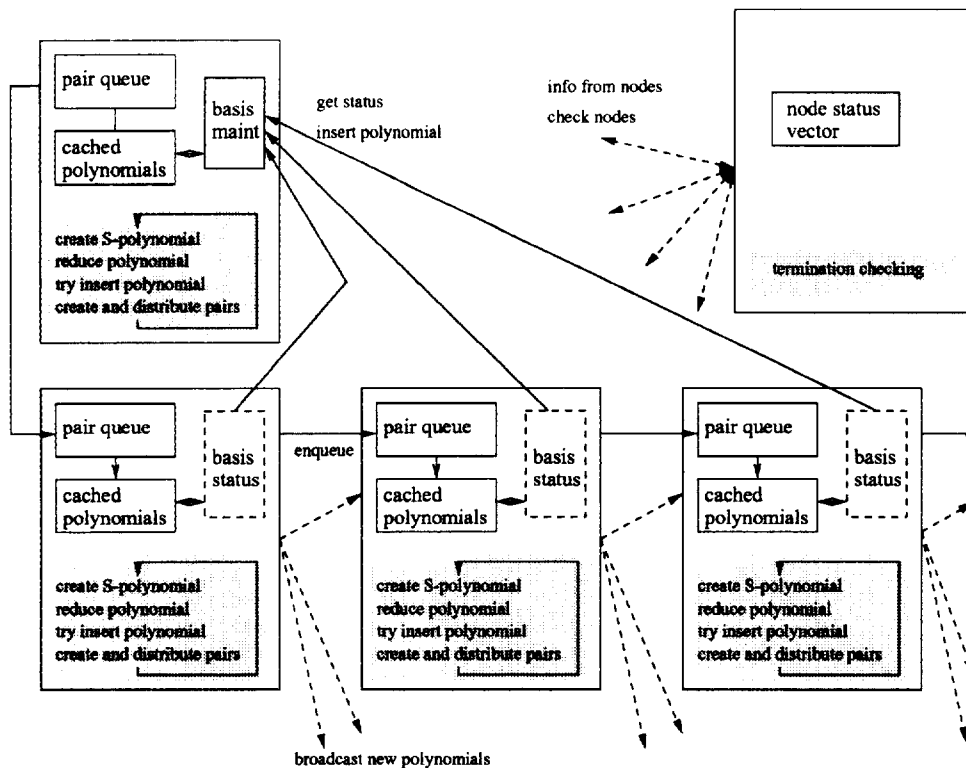 pair queue
basis
maint
cached
polynomials
create S-polynomial
reduce polynomial
try insert polynomial
create and distribute pairs
get status
insert polynomial
info from nodes
check nodes
node status
vector
termination checking
pair queue
basis
status
cached
polynomials
create S-polynomial
reduce polynomial
try insert polynomial
create and distribute pairs
enqueue
pair queue
basis
status
cached
polynomials
create S-polynomial
reduce polynomial
try insert polynomial
create and distribute pairs
pair queue
basis
status
cached
polynomials
create S-polynomial
reduce polynomial
try insert polynomial
create and distribute pairs
broadcast new polynomials